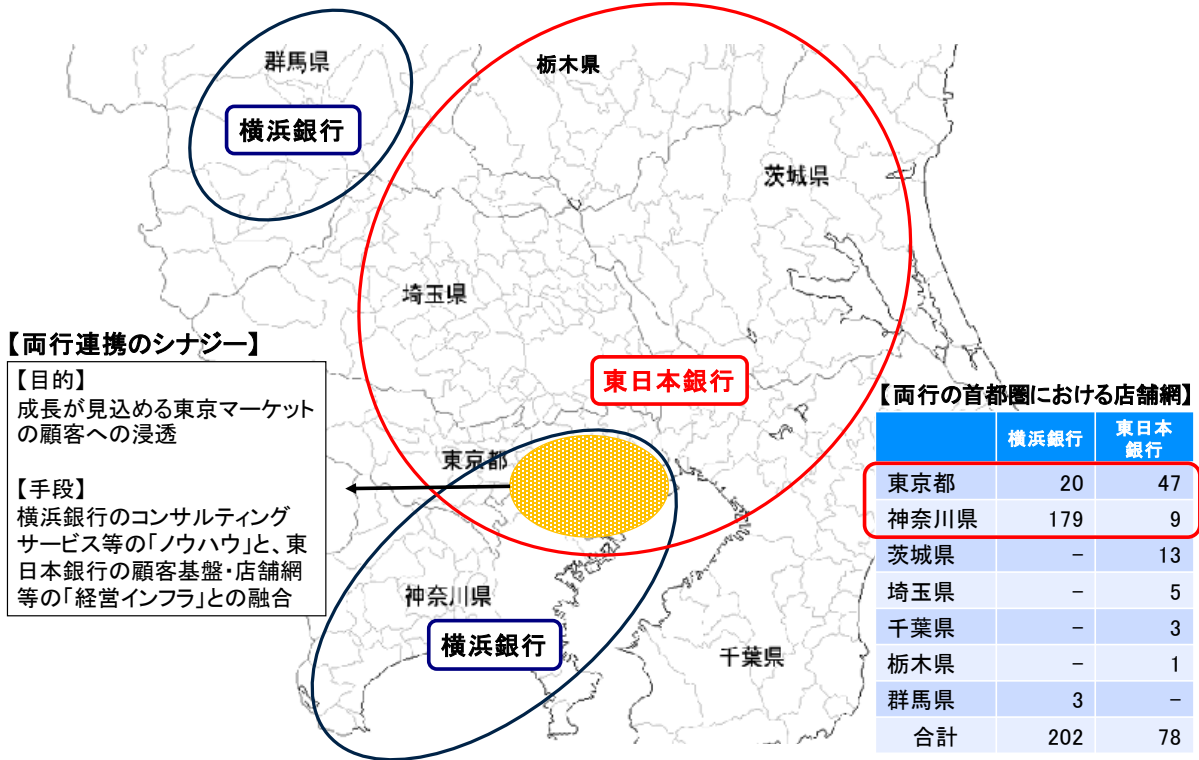 群馬県
栃木県
横浜銀行
茨城県
埼玉県
【両行連携のシナジー】
【目的】
成長が見込める東京マーケット
の顧客への浸透
【手段】
横浜銀行のコンサルティング
サービス等の「ノウハウ」と、東
日本銀行の顧客基盤・店舗網
等の「経営インフラ」との融合
東日本銀行
東京都
神奈川県
横浜銀行
千葉県
【両行の首都圏における店舗網】
横浜銀行 東日本
銀行
東京都 20 47
神奈川県 179 9
茨城県 － 13
埼玉県 － 5
千葉県 － 3
栃木県 － 1
群馬県 3 －
合計 202 78